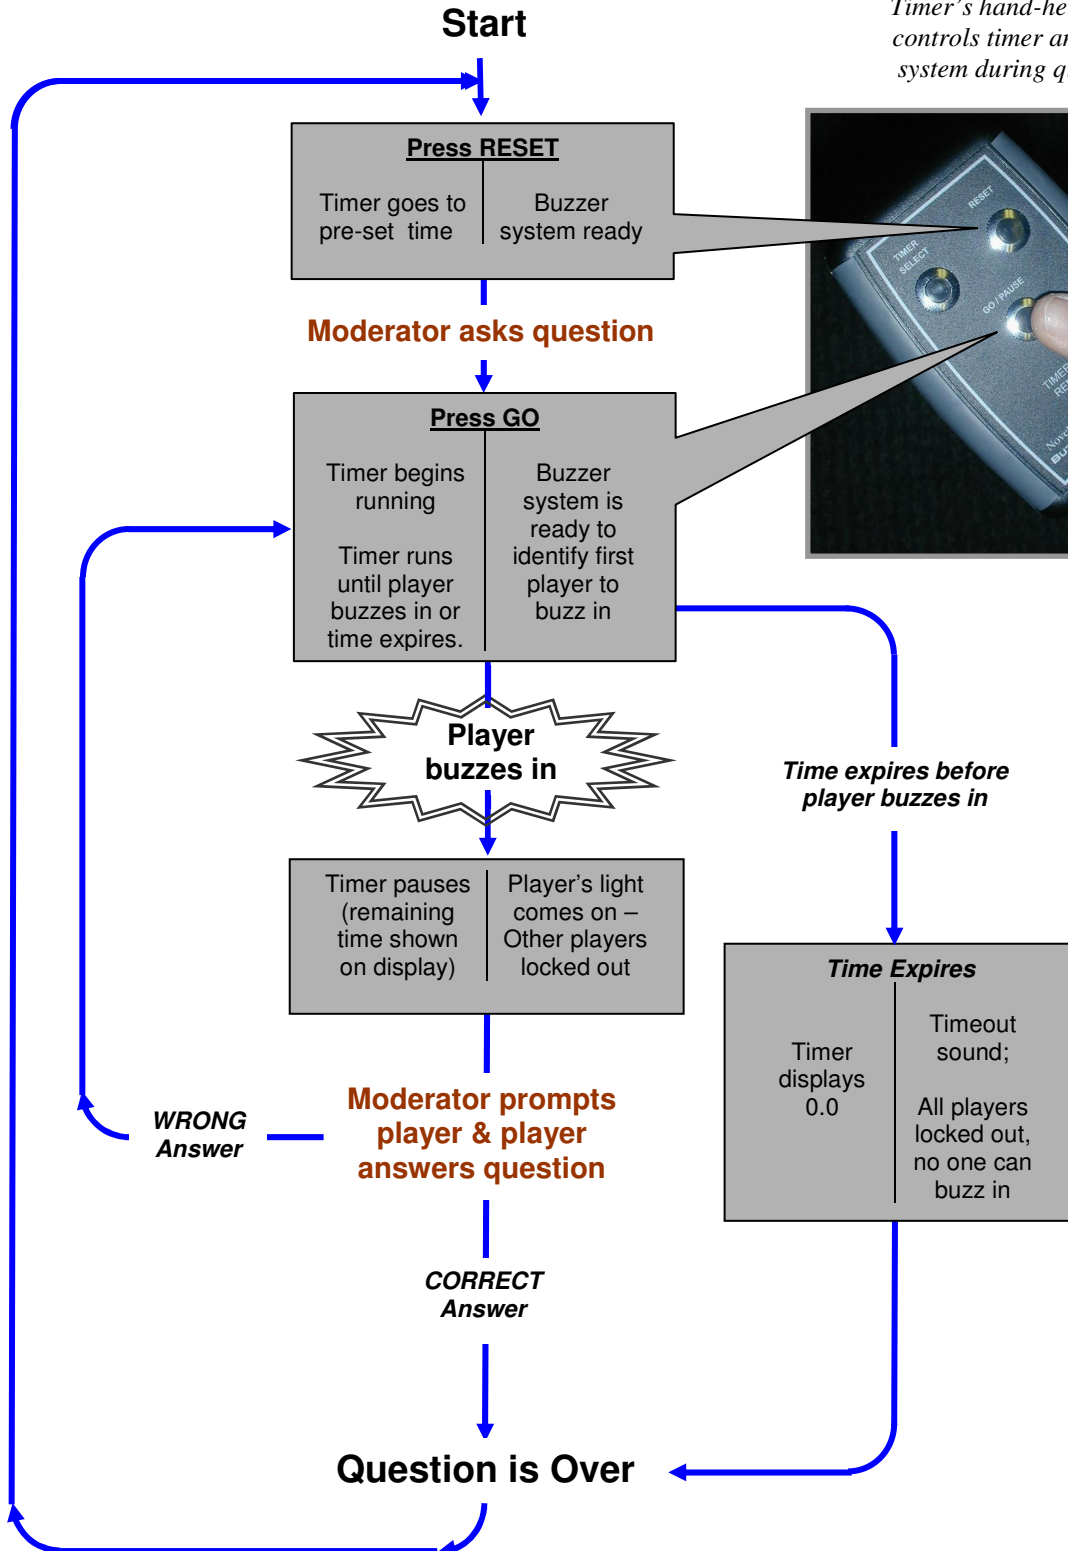 Start
Timer's
controls timer
system during
Press RESET
Timer goes to
pre-set time
Buzzer
system ready
RESET
TIMER
SELECT
GO / PAUSE
TIMER
Moderator asks question
Press GO
Timer begins
running
Timer runs
until player
buzzes in or
time expires.
Buzzer
system is
ready to
identify first
player to
buzz in
Player
buzzes in
Time expires before
player buzzes in
Timer pauses
(remaining
time shown
on display)
Player’s light
comes on –
Other players
locked out
Time Expires
Timer
displays
0.0
Timeout
sound;
All players
locked out,
no one can
buzz in
Moderator prompts
player & player
answers question
WRONG
Answer
CORRECT
Answer
Question is Over